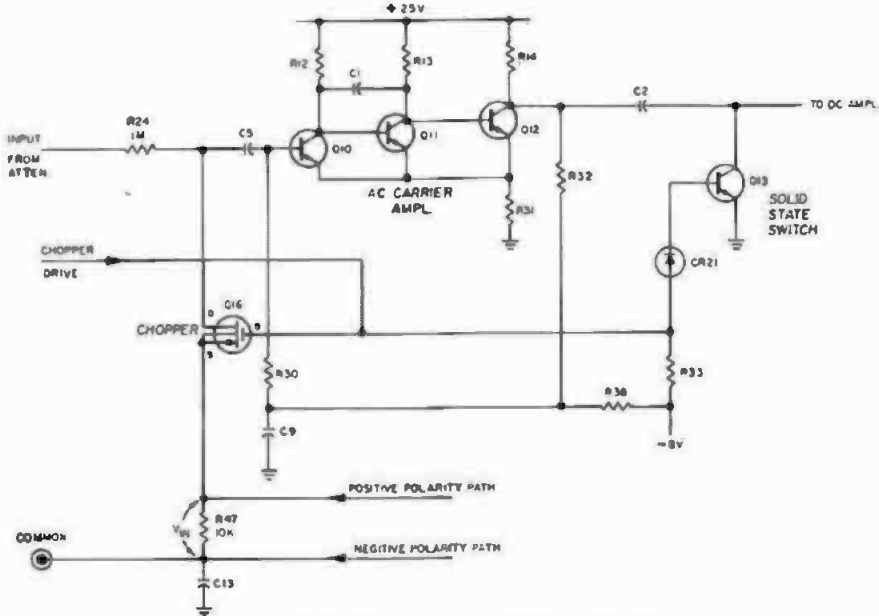 +25V
R12
R13
R14
C1
C2
TO DC AMPL.
R24
1M
C5
INPUT
FROM
ATTEN.
Q10
Q11
Q12
Q13
AC CARRIER
AMPL.
R32
R31
SOLID
STATE
SWITCH
CR21
CHOPPER
DRIVE
Q16
D
CHOPPER
S
R30
R33
R38
C9
POSITIVE POLARITY PATH
R47
10K
COMMON
NEGITIVE POLARITY PATH
C13